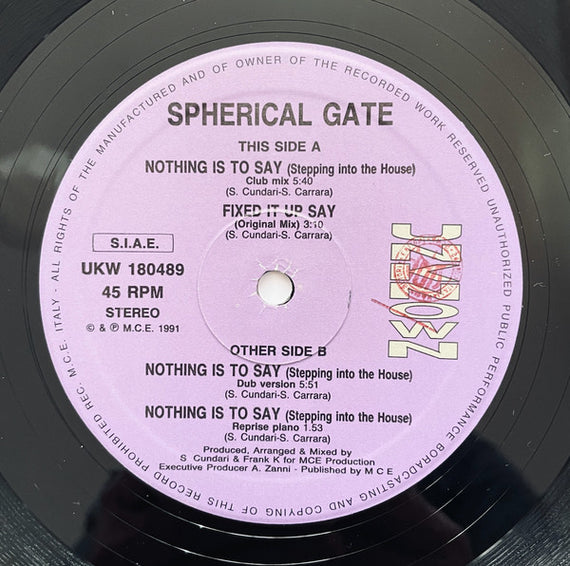 ALL RIGHTS OF THE MANUFACTURED AND OF OWNER OF THE RECORDED WORK RESERVED UNAUTHORIZED PUBLIC PERFORMANCE BORADCASTING AND COPYING OF THIS RECORD PROHIBITED REC. M.C.E. ITALY -
SPHERICAL GATE
THIS SIDE A
NOTHING IS TO SAY (Stepping into the House)
Club mix 5:40
(S. Cundari-S. Carrara)
FIXED IT UP SAY
(Original Mix) 3:10
(S. Cundari-S. Carrara)
S.I.A.E.
UKW 180489
45 RPM
STEREO
© & ℗ M.C.E. 1991
OTHER SIDE B
NOTHING IS TO SAY (Stepping into the House)
Dub version 5:51
(S. Cundari-S. Carrara)
NOTHING IS TO SAY (Stepping into the House)
Reprise piano 1.53
(S. Cundari-S. Carrara)
Produced, Arranged & Mixed by
S Cundari & Frank K for MCE Production
Executive Producer A. Zanni - Published by M C E